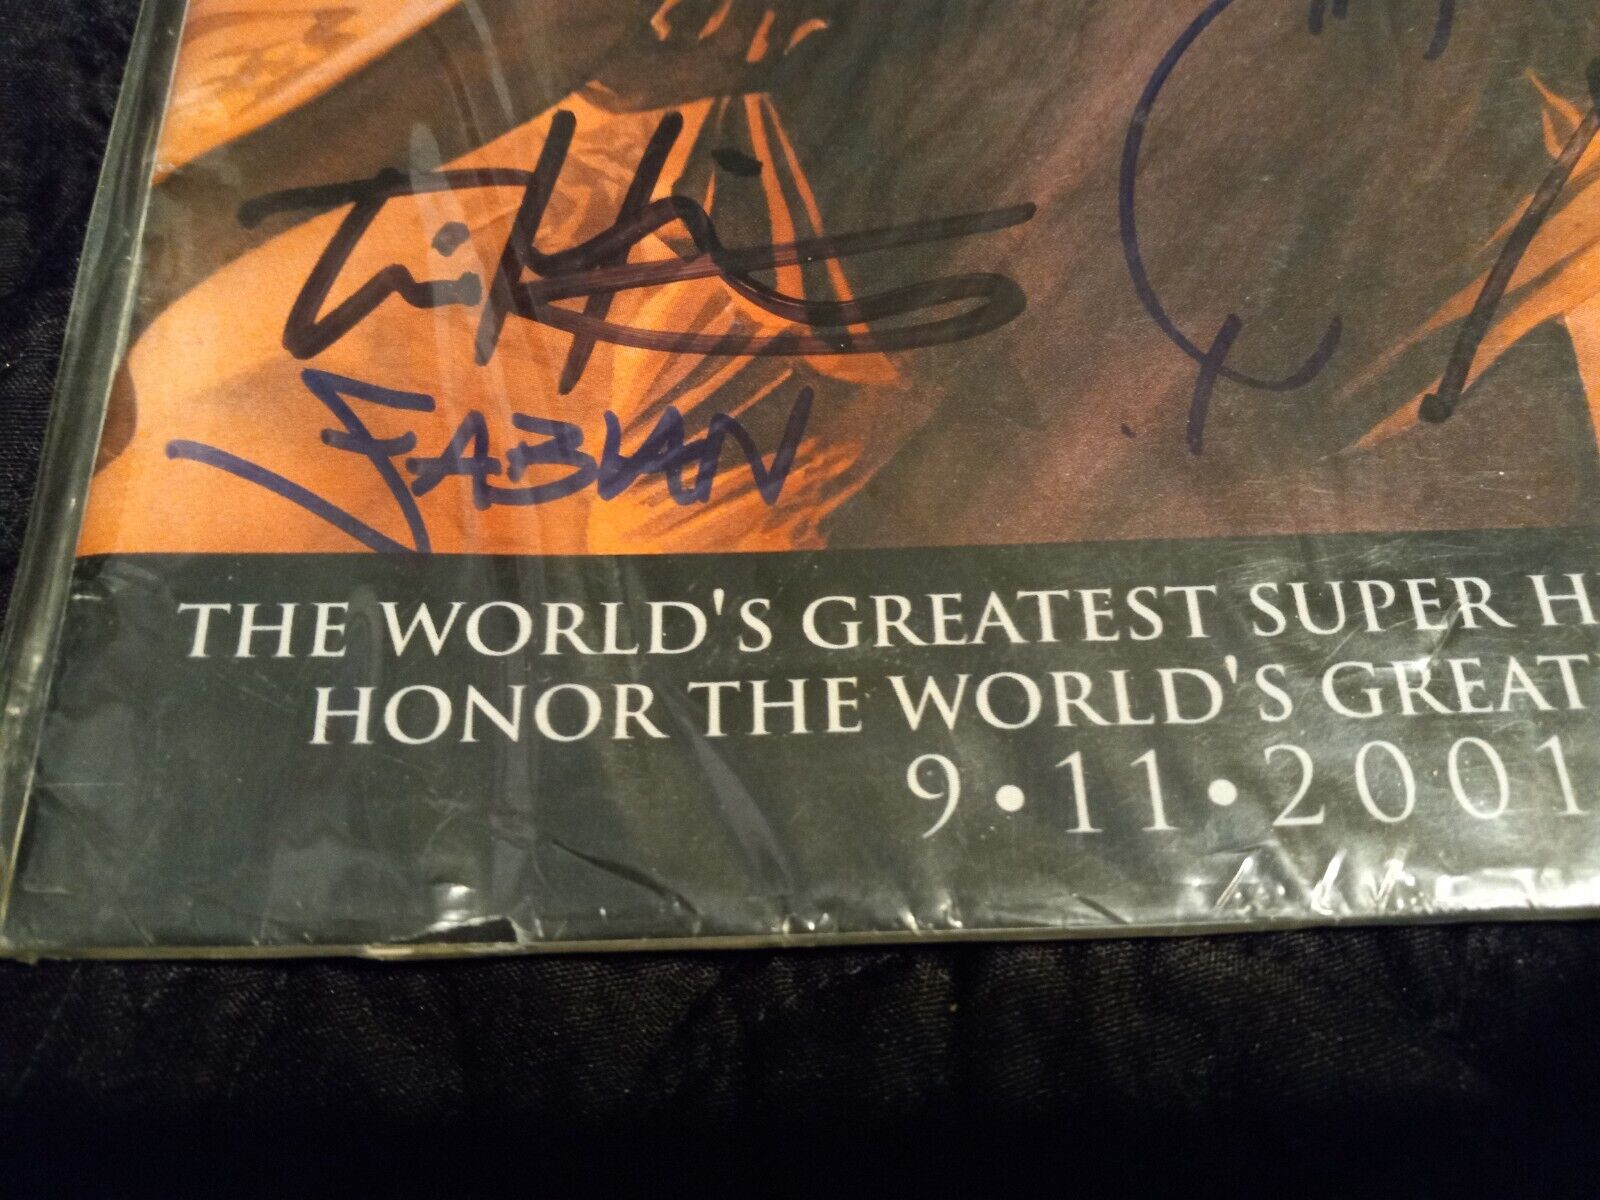 FABIAN
THE WORLD'S GREATEST SUPER H
HONOR THE WORLD'S GREAT
9•11•2001